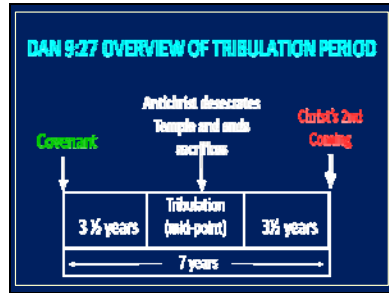 DAN 9:27 OVERVIEW OF TRIBULATION PERIOD
Antichrist desecrates
Temple and ends
sacrifices
Covenant
Christ's 2nd
Coming
3 ½ years
Tribulation
(mid-point)
3½ years
7 years